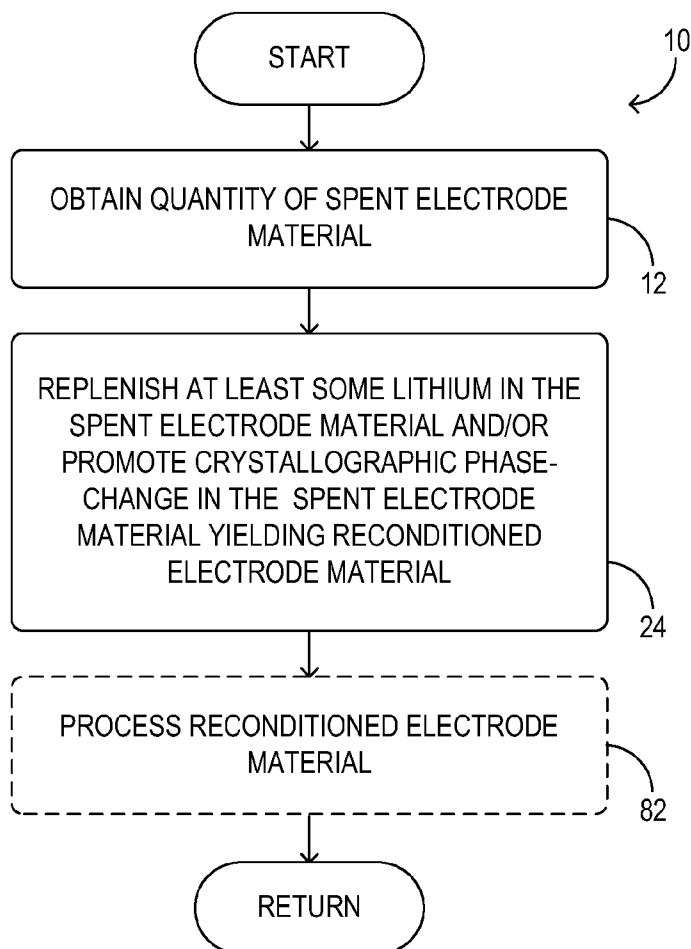 START
10
OBTAIN QUANTITY OF SPENT ELECTRODE
MATERIAL
12
REPLENISH AT LEAST SOME LITHIUM IN THE
SPENT ELECTRODE MATERIAL AND/OR
PROMOTE CRYSTALLOGRAPHIC PHASE-
CHANGE IN THE SPENT ELECTRODE
MATERIAL YIELDING RECONDITIONED
ELECTRODE MATERIAL
24
PROCESS RECONDITIONED ELECTRODE
MATERIAL
82
RETURN